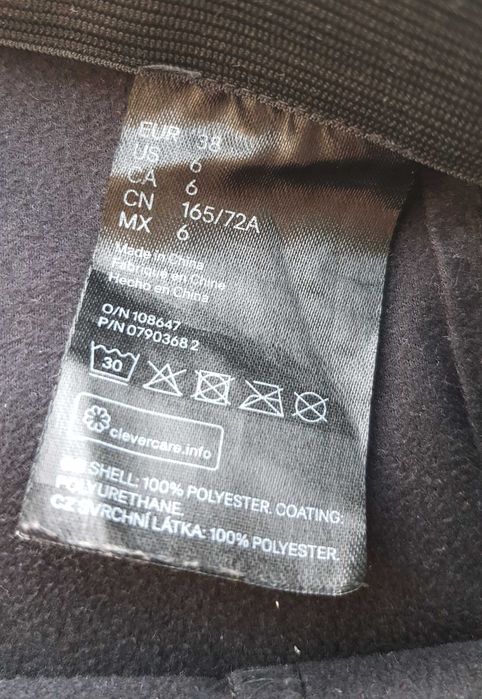 EUR 38
US 6
CA 6
CN 165/72A
MX 6
Made in China
Fabriqué en Chine
Hecho en China
O/N 108647
P/N 0790368 2
30
clevercare.info
SHELL: 100% POLYESTER. COATING:
POLYURETHANE.
CZ SVRCHNÍ LÁTKA: 100% POLYESTER.